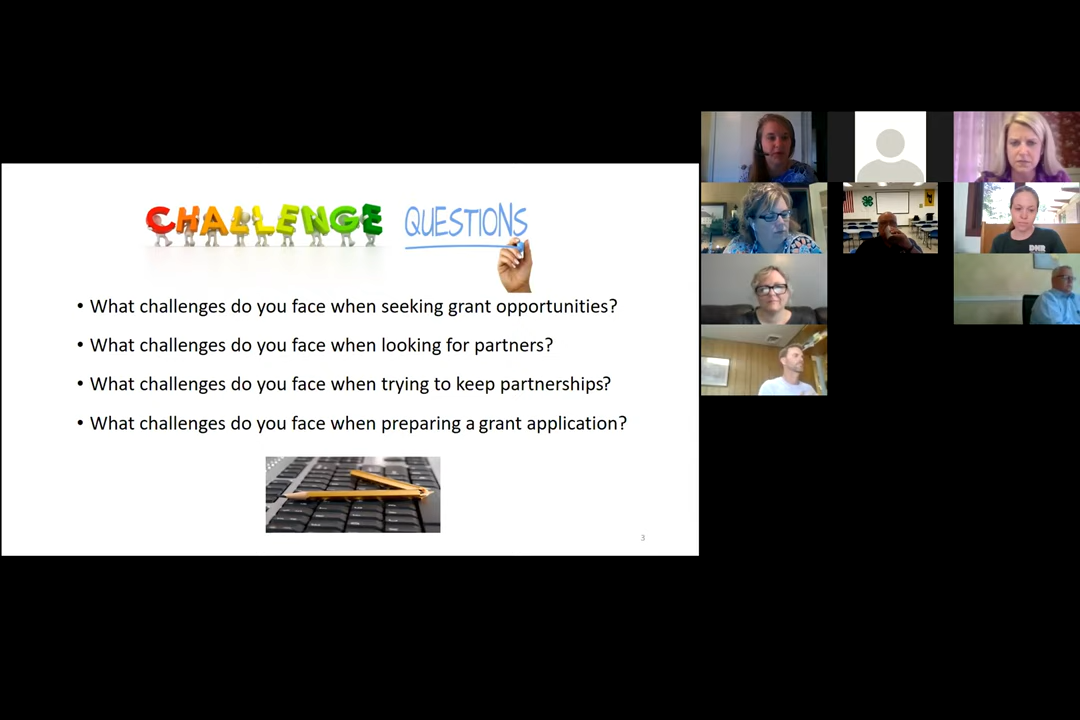 CHALLENGE QUESTIONS
• What challenges do you face when seeking grant opportunities?
• What challenges do you face when looking for partners?
• What challenges do you face when trying to keep partnerships?
• What challenges do you face when preparing a grant application?
3
DNR